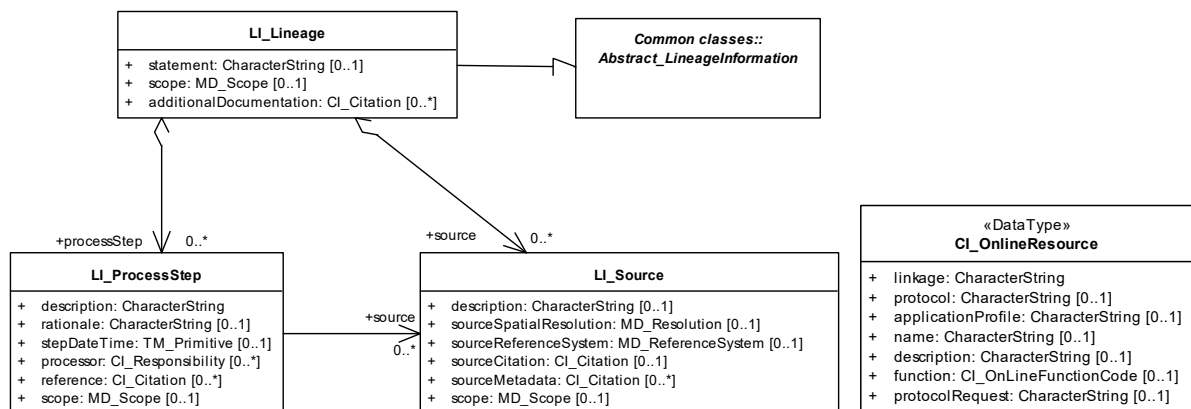 LI_Lineage
+ statement: CharacterString [0..1]
+ scope: MD_Scope [0..1]
+ additionalDocumentation: CI_Citation [0..*]
Common classes::
Abstract_LineageInformation
+processStep 0..*
+source 0..*
LI_ProcessStep
+ description: CharacterString
+ rationale: CharacterString [0..1]
+ stepDateTime: TM_Primitive [0..1]
+ processor: CI_Responsibility [0..*]
+ reference: CI_Citation [0..*]
+ scope: MD_Scope [0..1]
+source
0..*
LI_Source
+ description: CharacterString [0..1]
+ sourceSpatialResolution: MD_Resolution [0..1]
+ sourceReferenceSystem: MD_ReferenceSystem [0..1]
+ sourceCitation: CI_Citation [0..1]
+ sourceMetadata: CI_Citation [0..*]
+ scope: MD_Scope [0..1]
«DataType»
CI_OnlineResource
+ linkage: CharacterString
+ protocol: CharacterString [0..1]
+ applicationProfile: CharacterString [0..1]
+ name: CharacterString [0..1]
+ description: CharacterString [0..1]
+ function: CI_OnLineFunctionCode [0..1]
+ protocolRequest: CharacterString [0..1]